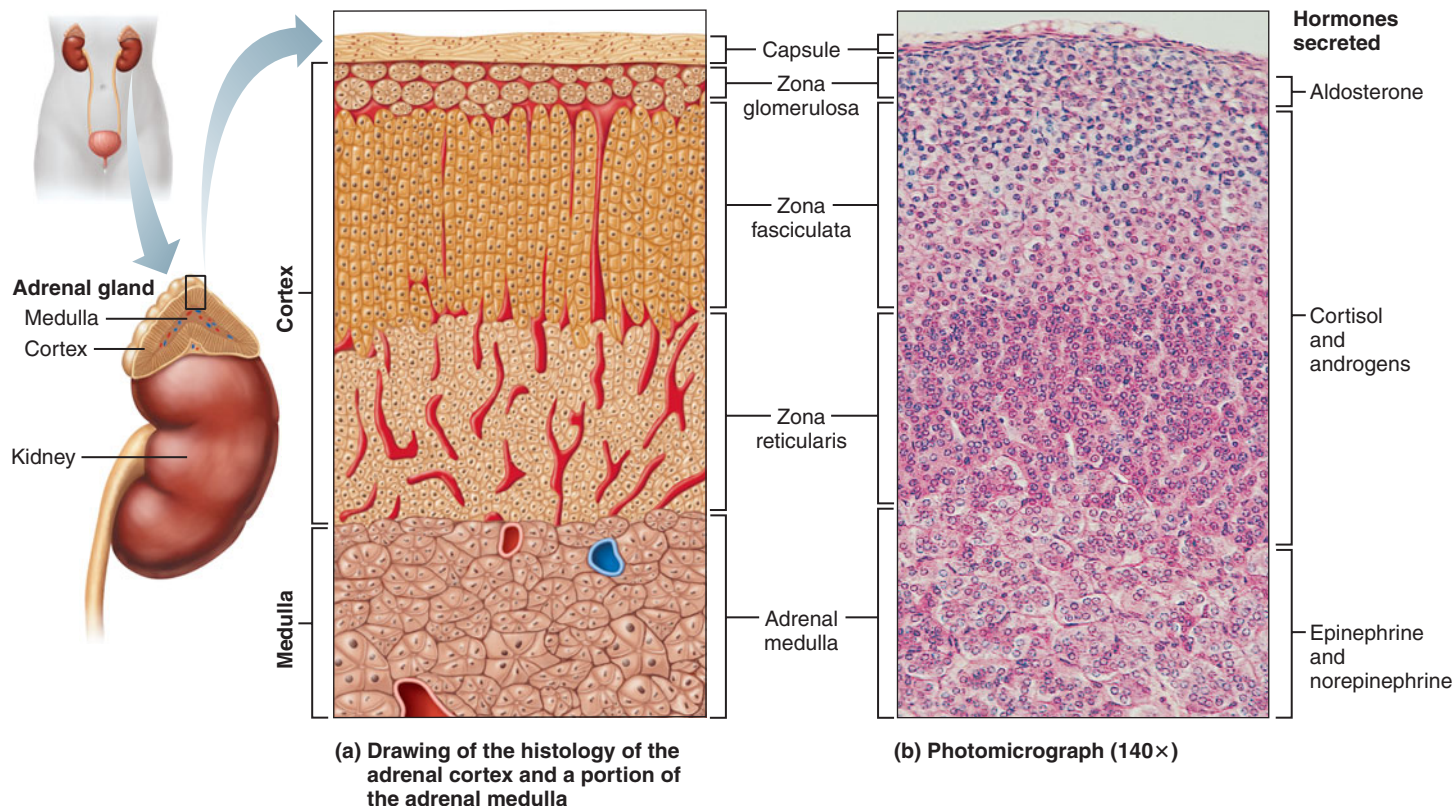 Adrenal gland
Medulla
Cortex
Kidney
Cortex
Medulla
Capsule
Zona
glomerulosa
Zona
fasciculata
Zona
reticularis
Adrenal
medulla
Hormones
secreted
Aldosterone
Cortisol
and
androgens
Epinephrine
and
norepinephrine
(a) Drawing of the histology of the
adrenal cortex and a portion of
the adrenal medulla
(b) Photomicrograph (140×)